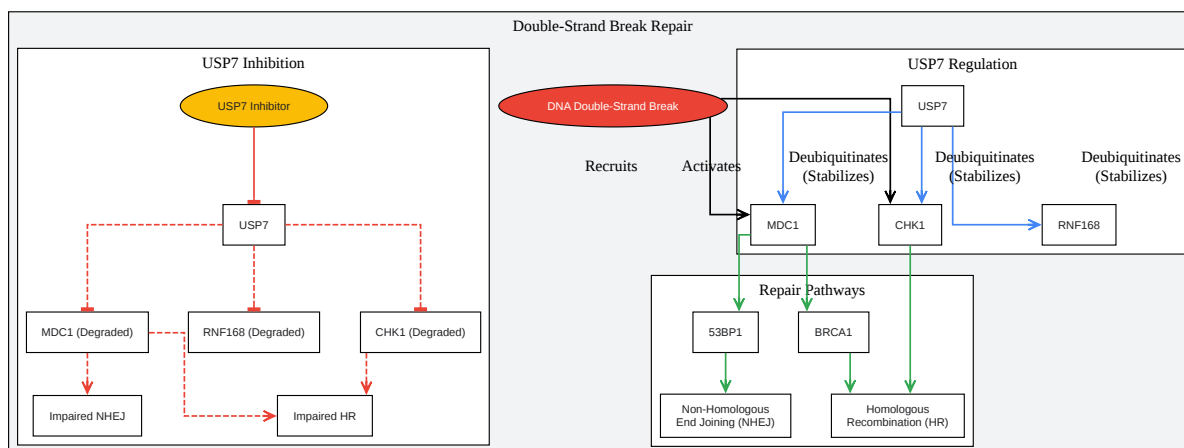 Double-Strand Break Repair
USP7 Inhibition
USP7 Inhibitor
USP7
MDC1 (Degraded)
RNF168 (Degraded)
CHK1 (Degraded)
Impaired NHEJ
Impaired HR
DNA Double-Strand Break
Recruits
Activates
USP7 Regulation
USP7
Deubiquitinates
(Stabilizes)
Deubiquitinates
(Stabilizes)
Deubiquitinates
(Stabilizes)
MDC1
CHK1
RNF168
Repair Pathways
53BP1
BRCA1
Non-Homologous
End Joining (NHEJ)
Homologous
Recombination (HR)